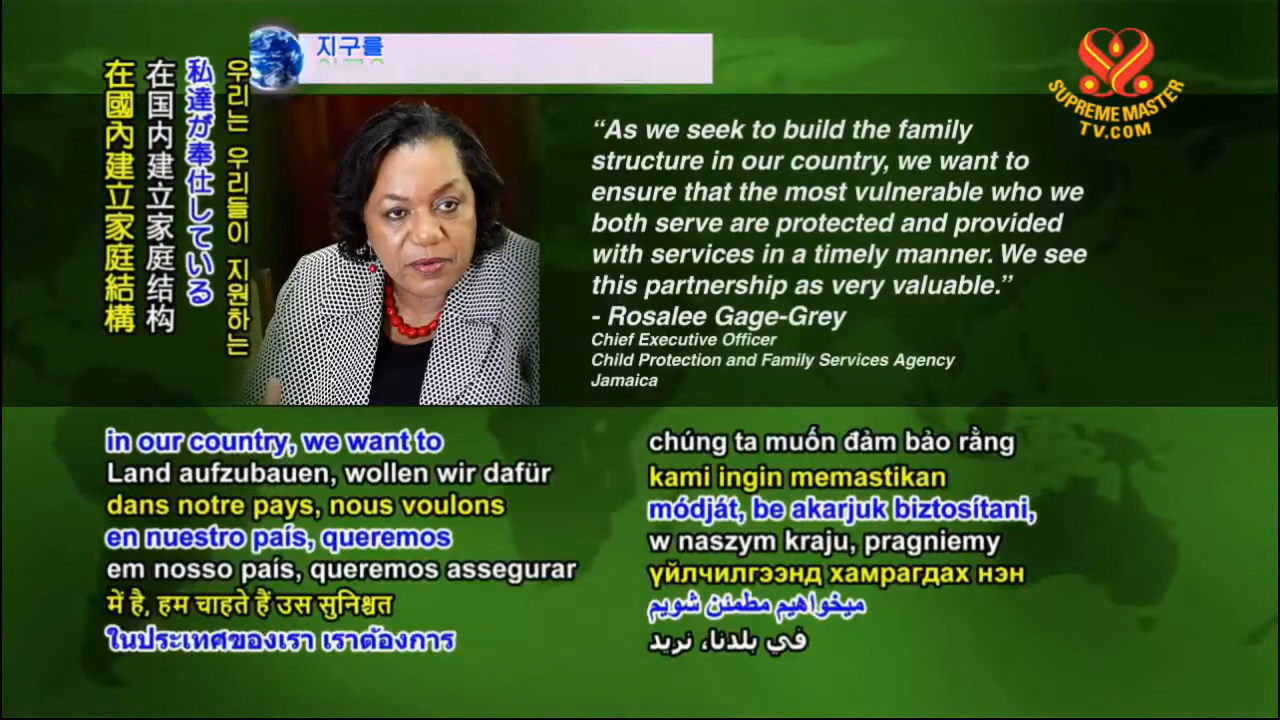 지구를
SUPREME MASTER
TV.COM
在國內建立家庭結構
在国内建立家庭结构
私達が奉仕している
우리는 우리들이 지원하는
“As we seek to build the family
structure in our country, we want to
ensure that the most vulnerable who we
both serve are protected and provided
with services in a timely manner. We see
this partnership as very valuable.”
- Rosalee Gage-Grey
Chief Executive Officer
Child Protection and Family Services Agency
Jamaica
in our country, we want to
Land aufzubauen, wollen wir dafür
dans notre pays, nous voulons
en nuestro país, queremos
em nosso país, queremos assegurar
में है, हम चाहते हैं उस सुनिश्चत
ในประเทศของเรา เราต้องการ
chúng ta muốn đảm bảo rằng
kami ingin memastikan
módját, be akarjuk biztosítani,
w naszym kraju, pragniemy
үйлчилгээнд хамрагдах нэн
میخواهیم مطمئن شویم
في بلدنا، نريد